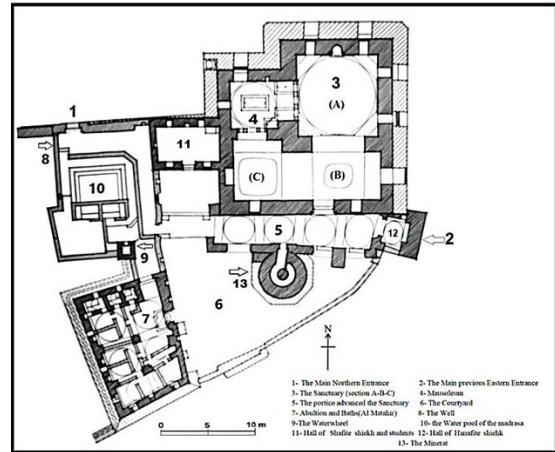 1
3
(A)
4
8
11
10
(C)
(B)
5
12
2
9
13
6
7
N
0 5 10 m
1- The Main Northern Entrance 2- The Main previous Eastern Entrance
3- The Sanctuary (section A-B-C) 4- Mausoleum
5- The portico advanced the Sanctuary 6- The Courtyard
7- Abultion and Baths(Al Matahir) 8- The Well
9-The Waterwheel 10- the Water pool of the madrasa
11- Hall of Shafite shiekh and students 12- Hall of Hanafite shiehk
13- The Minerat